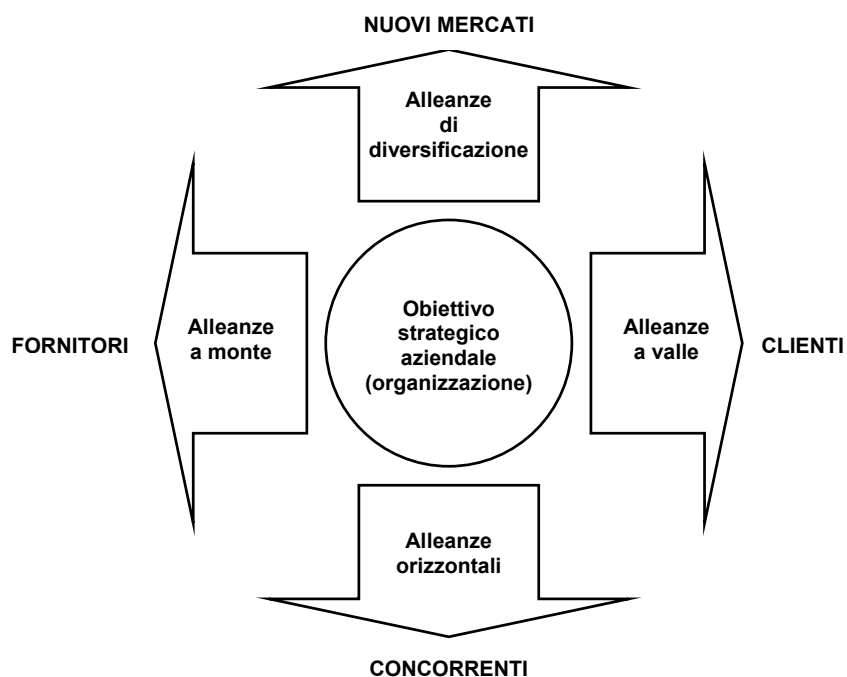 NUOVI MERCATI
Alleanze
di
diversificazione
FORNITORI
Alleanze
a monte
Obiettivo
strategico
aziendale
(organizzazione)
Alleanze
a valle
CLIENTI
Alleanze
orizzontali
CONCORRENTI